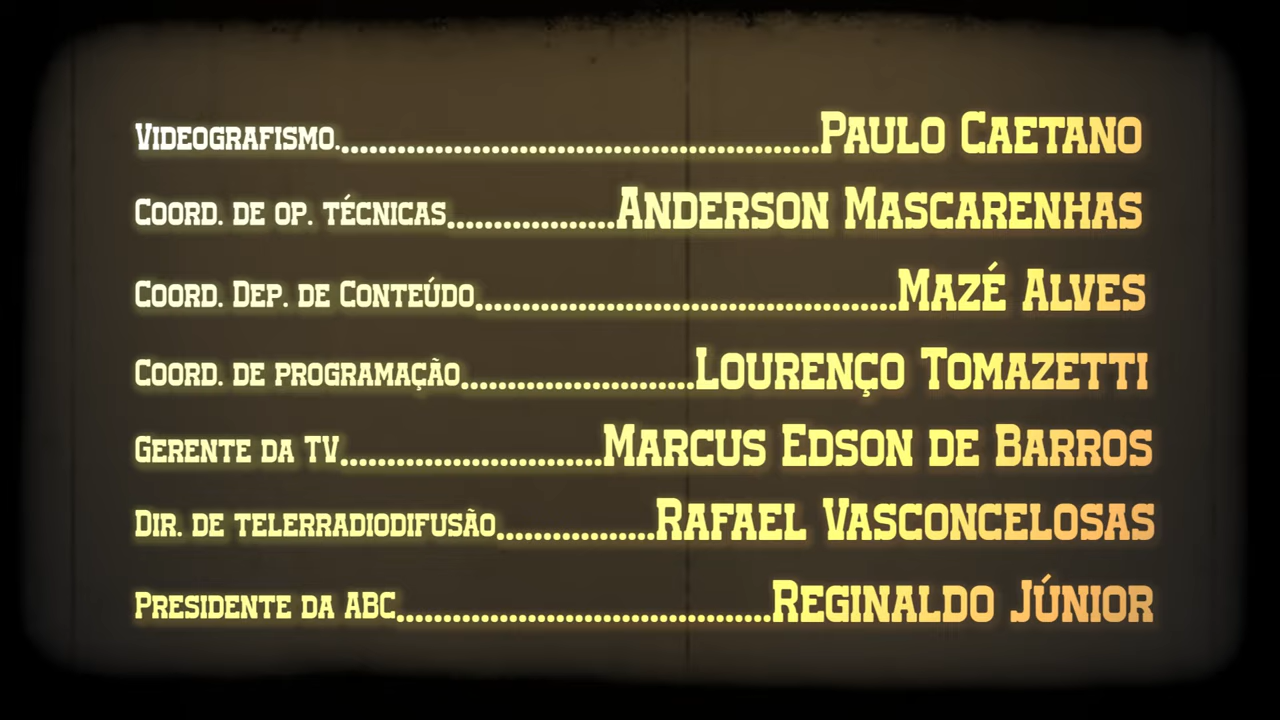 Videografismo...........................................Paulo Caetano
Coord. de op. técnicas.................Anderson Mascarenhas
Coord. Dep. de Conteúdo.........................................Mazé Alves
Coord. de programação.......................Lourenço Tomazetti
Gerente da TV..........................Marcus Edson de Barros
Dir. de telerradiodifusão................Rafael Vasconcelosas
Presidente da ABC.....................................Reginaldo Júnior